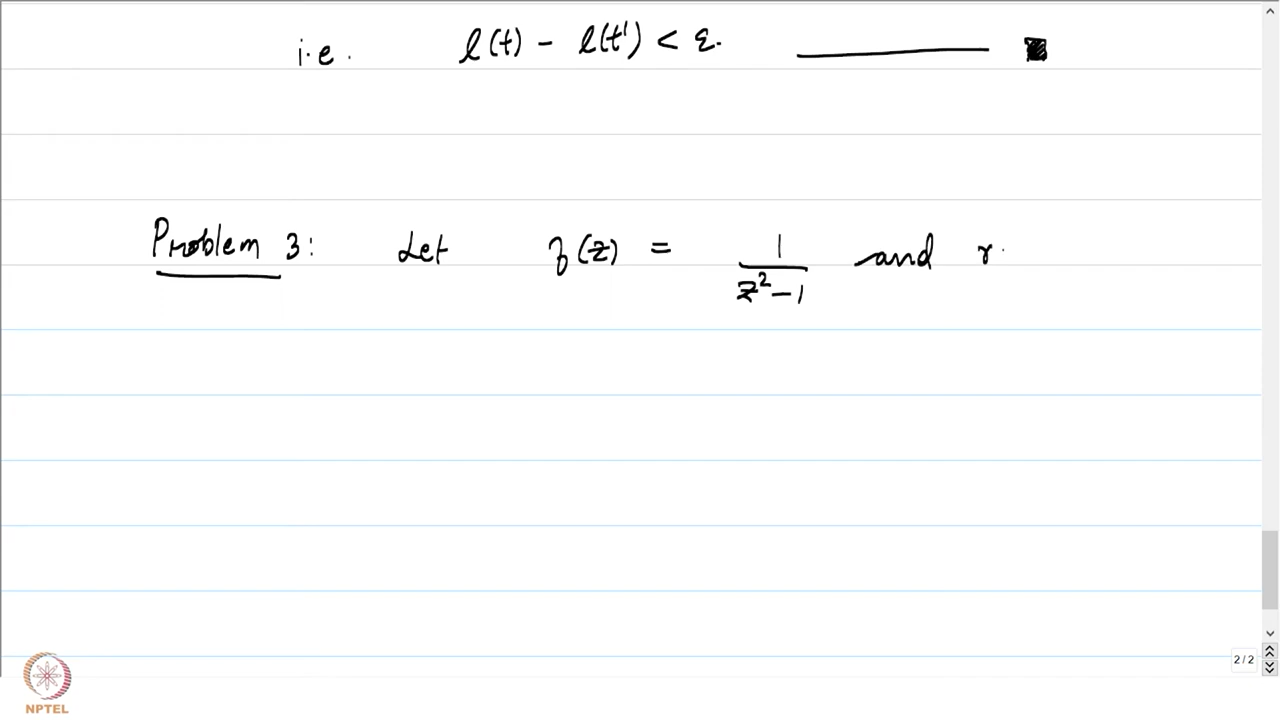 i.e. l(t) - l(t') < ε.
Problem 3: Let f(z) = 1/(z² - 1) and r
2 / 2
NPTEL